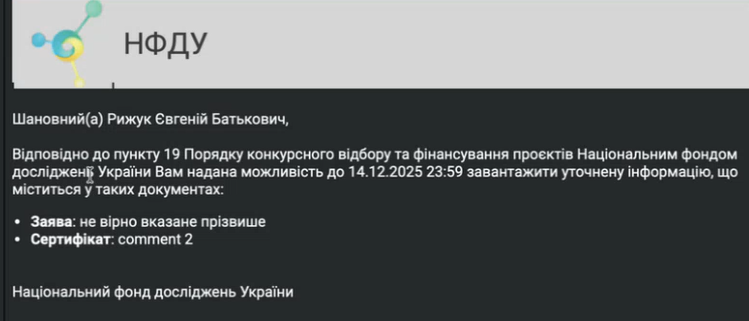 НФДУ
Шановний(а) Рижук Євгеній Батькович,
Відповідно до пункту 19 Порядку конкурсного відбору та фінансування проєктів Національним фондом
досліджень України Вам надана можливість до 14.12.2025 23:59 завантажити уточнену інформацію, що
міститься у таких документах:
• Заява: не вірно вказане прізвише
• Сертифікат: comment 2
Національний фонд досліджень України